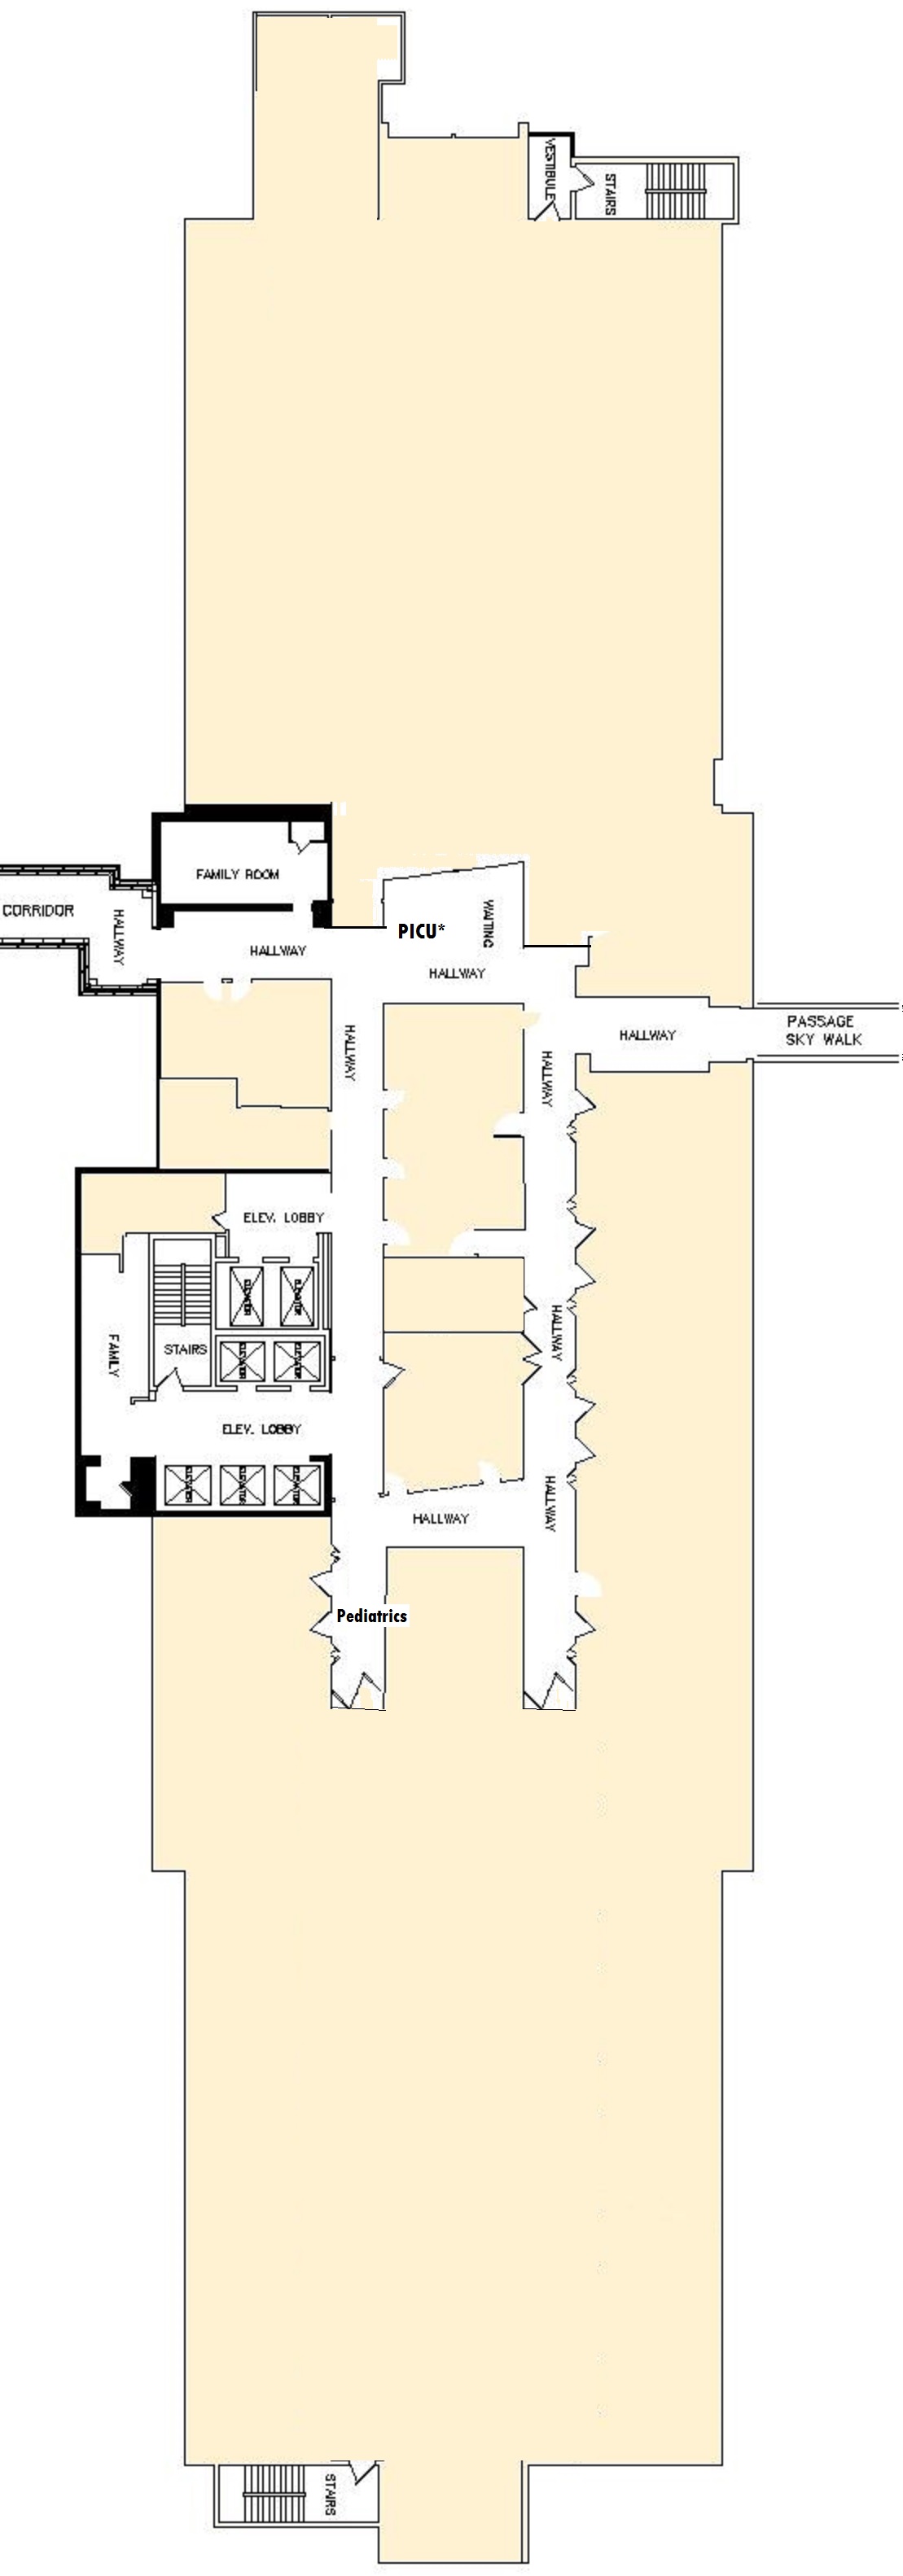 VESTIBULE
STAIRS
FAMILY ROOM
CORRIDOR
HALLWAY
HALLWAY
PICU*
WAITING
HALLWAY
HALLWAY
HALLWAY
HALLWAY
PASSAGE
SKY WALK
ELEV. LOBBY
ELEVATOR
ELEVATOR
FAMILY
STAIRS
ELEVATOR
ELEVATOR
HALLWAY
ELEV. LOBBY
ELEVATOR
ELEVATOR
ELEVATOR
HALLWAY
HALLWAY
Pediatrics
STAIRS